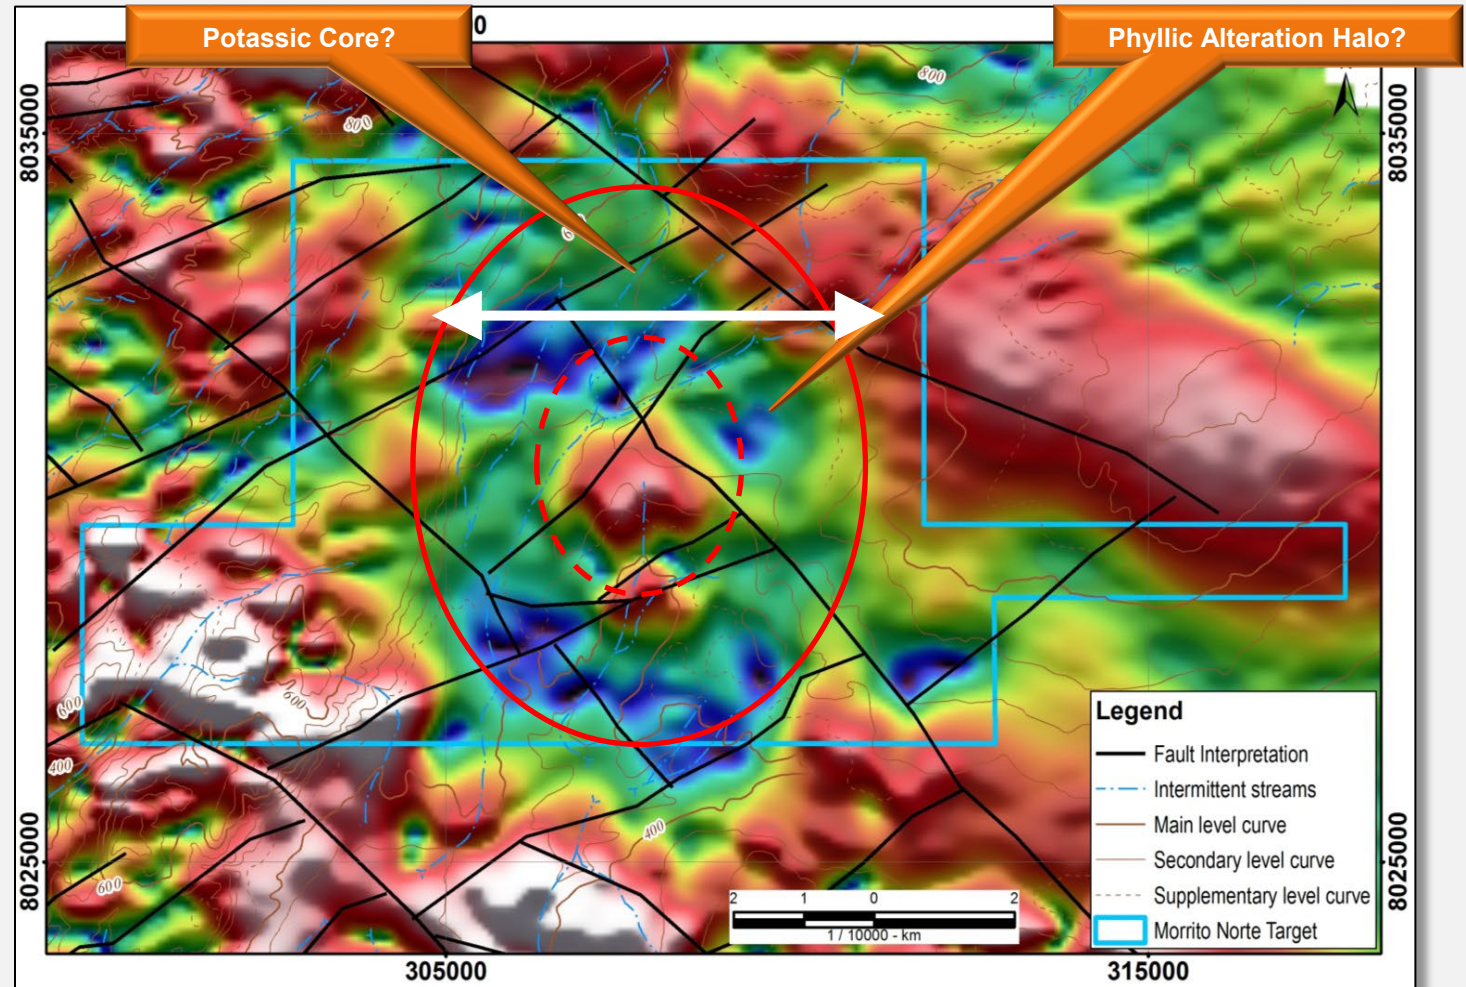 Potassic Core?
0
Phyllic Alteration Halo?
8035000
8035000
800
800
600
600
400
600
400
8025000
8025000
2 1 0 2
1 / 10000 - km
305000
315000
Legend
Fault Interpretation
Intermittent streams
Main level curve
Secondary level curve
Supplementary level curve
Morrito Norte Target